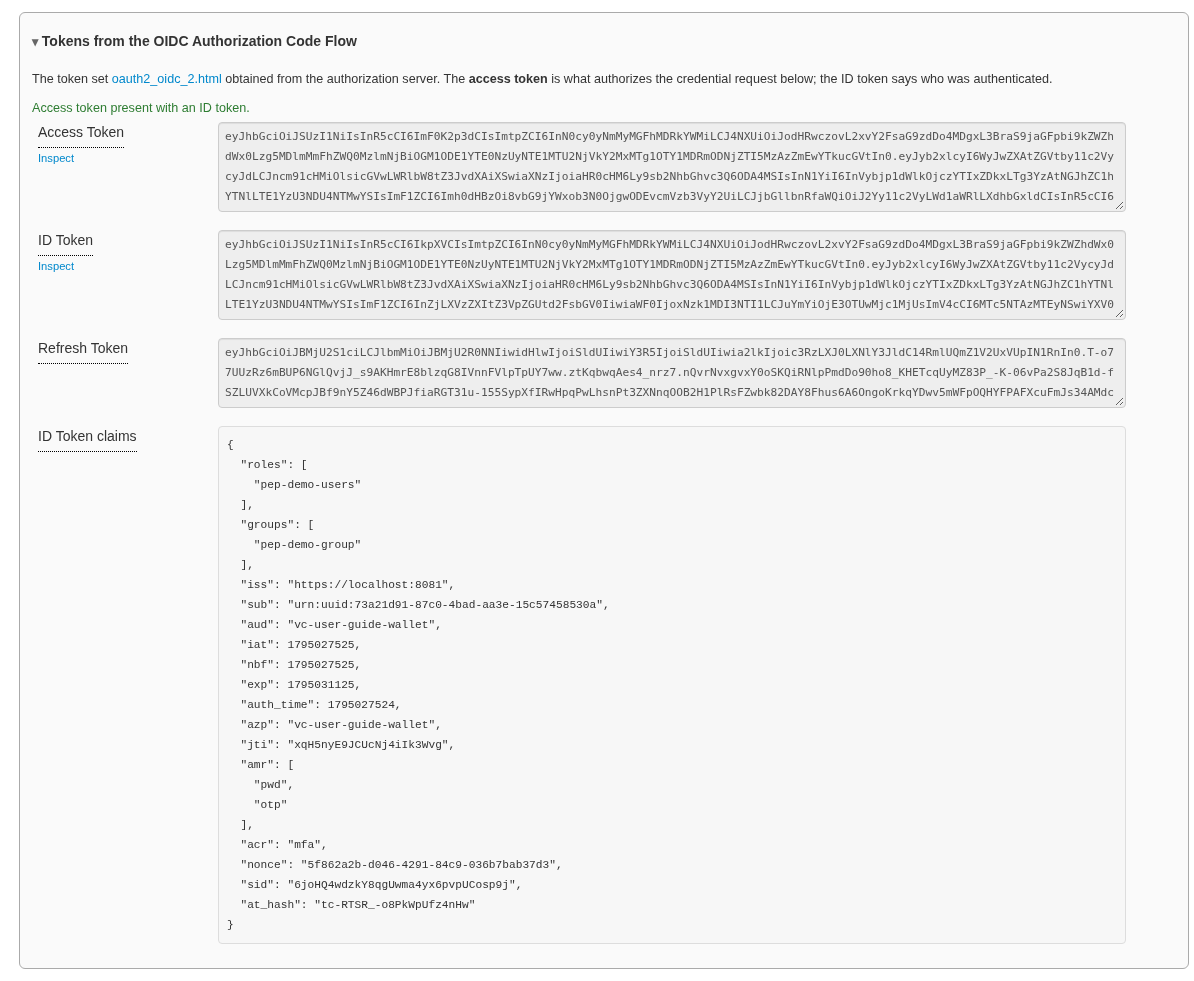 ▾ Tokens from the OIDC Authorization Code Flow
The token set oauth2_oidc_2.html obtained from the authorization server. The access token is what authorizes the credential request below; the ID token says who was authenticated.
Access token present with an ID token.
Access Token
Inspect
eyJhbGciOiJSUzI1NiIsInR5cCI6ImF0K2p3dCIsImtpZCI6InN0cy0yNmMyMGFhMDRkYWMiLCJ4NXUiOiJodHRwczovL2xvY2FsaG9zdDo4MDgxL3BraS9jaGFpbi9kZWZh
dWx0Lzg5MDlmMmFhZWQ0MzlmNjBiOGM1ODE1YTE0NzUyNTE1MTU2NjVkY2MxMTg1OTY1MDRmODNjZTI5MzAzZmEwYTkucGVtIn0.eyJyb2xlcyI6WyJwZXAtZGVtby11c2Vy
cyJdLCJncm91cHMiOlsicGVwLWRlbW8tZ3JvdXAiXSwiaXNzIjoiaHR0cHM6Ly9sb2NhbGhvc3Q6ODA4MSIsInN1YiI6InVybjp1dWlkOjczYTIxZDkxLTg3YzAtNGJhZC1h
YTNlLTE1YzU3NDU4NTMwYSIsImF1ZCI6Imh0dHBzOi8vbG9jYWxob3N0OjgwODEvcmVzb3VyY2UiLCJjbGllbnRfaWQiOiJ2Yy11c2VyLWd1aWRlLXdhbGxldCIsInR5cCI6
ID Token
Inspect
eyJhbGciOiJSUzI1NiIsInR5cCI6IkpXVCIsImtpZCI6InN0cy0yNmMyMGFhMDRkYWMiLCJ4NXUiOiJodHRwczovL2xvY2FsaG9zdDo4MDgxL3BraS9jaGFpbi9kZWZhdWx0
Lzg5MDlmMmFhZWQ0MzlmNjBiOGM1ODE1YTE0NzUyNTE1MTU2NjVkY2MxMTg1OTY1MDRmODNjZTI5MzAzZmEwYTkucGVtIn0.eyJyb2xlcyI6WyJwZXAtZGVtby11c2VycyJd
LCJncm91cHMiOlsicGVwLWRlbW8tZ3JvdXAiXSwiaXNzIjoiaHR0cHM6Ly9sb2NhbGhvc3Q6ODA4MSIsInN1YiI6InVybjp1dWlkOjczYTIxZDkxLTg3YzAtNGJhZC1hYTNl
LTE1YzU3NDU4NTMwYSIsImF1ZCI6InZjLXVzZXItZ3VpZGUtd2FsbGV0IiwiaWF0IjoxNzk1MDI3NTI1LCJuYmYiOjE3OTUwMjc1MjUsImV4cCI6MTc5NTAzMTEyNSwiYXV0
Refresh Token
eyJhbGciOiJBMjU2S1ciLCJlbmMiOiJBMjU2R0NNIiwidHlwIjoiSldUIiwiY3R5IjoiSldUIiwia2lkIjoic3RzLXJ0LXNlY3JldC14RmlUQmZ1V2UxVUpIN1RnIn0.T-o7
7UUzRz6mBUP6NGlQvjJ_s9AKHmrE8blzqG8IVnnFVlpTpUY7ww.ztKqbwqAes4_nrz7.nQvrNvxgvxY0oSKQiRNlpPmdDo90ho8_KHETcqUyMZ83P_-K-06vPa2S8JqB1d-f
SZLUVXkCoVMcpJBf9nY5Z46dWBPJfiaRGT31u-155SypXfIRwHpqPwLhsnPt3ZXNnqOOB2H1PlRsFZwbk82DAY8Fhus6A6OngoKrkqYDwv5mWFpOQHYFPAFXcuFmJs34AMdc
ID Token claims
{
  "roles": [
    "pep-demo-users"
  ],
  "groups": [
    "pep-demo-group"
  ],
  "iss": "https://localhost:8081",
  "sub": "urn:uuid:73a21d91-87c0-4bad-aa3e-15c57458530a",
  "aud": "vc-user-guide-wallet",
  "iat": 1795027525,
  "nbf": 1795027525,
  "exp": 1795031125,
  "auth_time": 1795027524,
  "azp": "vc-user-guide-wallet",
  "jti": "xqH5nyE9JCUcNj4iIk3Wvg",
  "amr": [
    "pwd",
    "otp"
  ],
  "acr": "mfa",
  "nonce": "5f862a2b-d046-4291-84c9-036b7bab37d3",
  "sid": "6joHQ4wdzkY8qgUwma4yx6pvpUCosp9j",
  "at_hash": "tc-RTSR_-o8PkWpUfz4nHw"
}